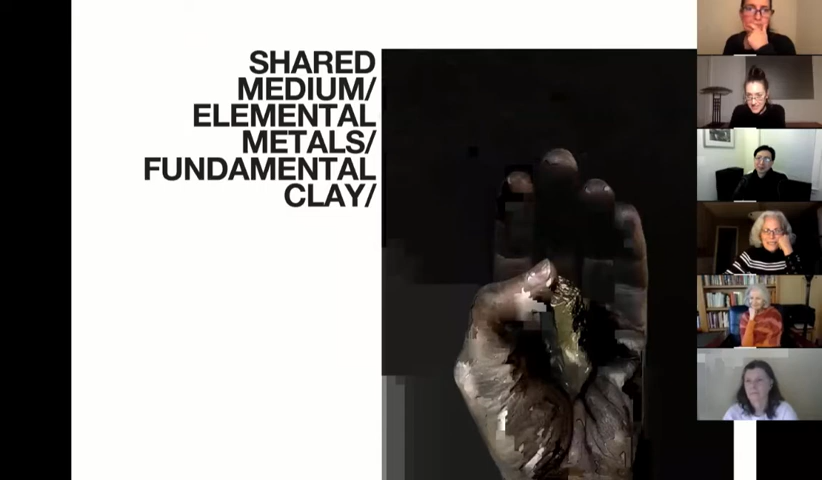 SHARED
MEDIUM/
ELEMENTAL
METALS/
FUNDAMENTAL
CLAY/